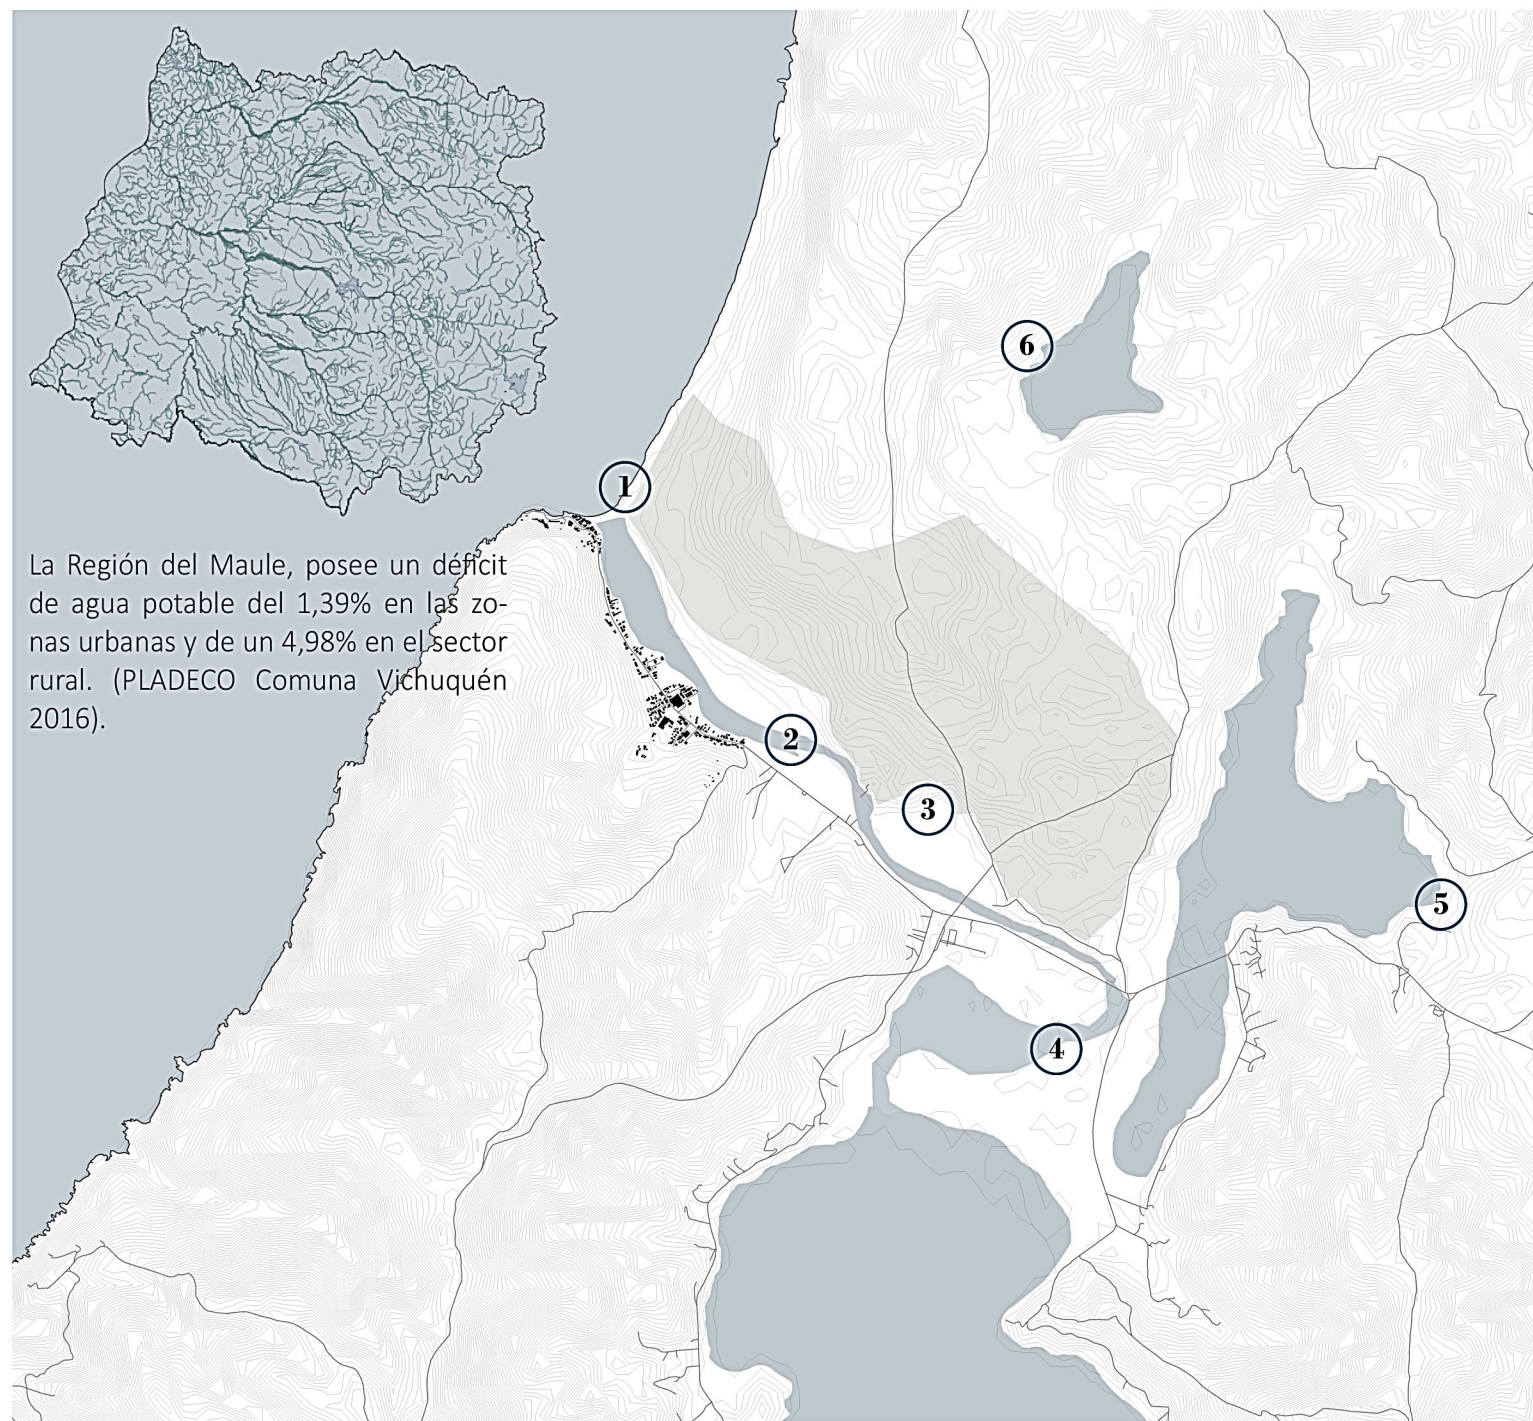 La Región del Maule, posee un déficit
de agua potable del 1,39% en las zo-
nas urbanas y de un 4,98% en el sector
rural. (PLADECO Comuna Vichuquén
2016).
6
1
2
3
5
4